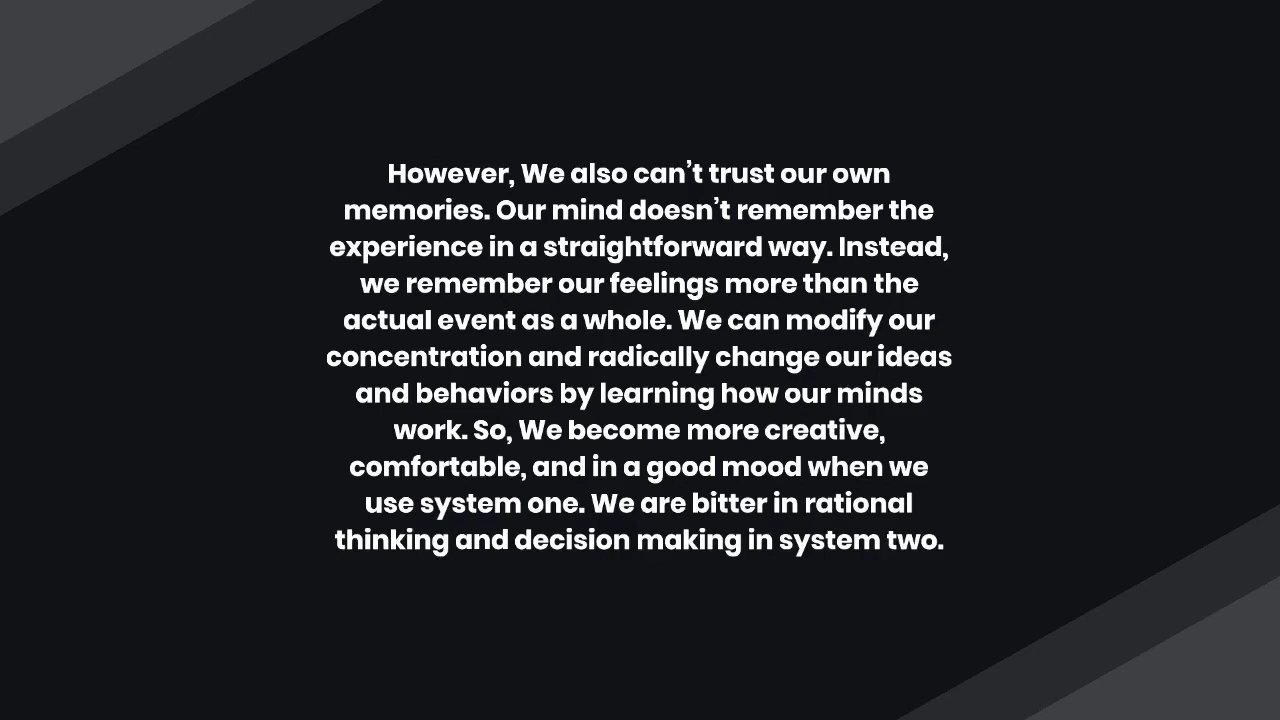 However, We also can’t trust our own
memories. Our mind doesn’t remember the
experience in a straightforward way. Instead,
we remember our feelings more than the
actual event as a whole. We can modify our
concentration and radically change our ideas
and behaviors by learning how our minds
work. So, We become more creative,
comfortable, and in a good mood when we
use system one. We are bitter in rational
thinking and decision making in system two.